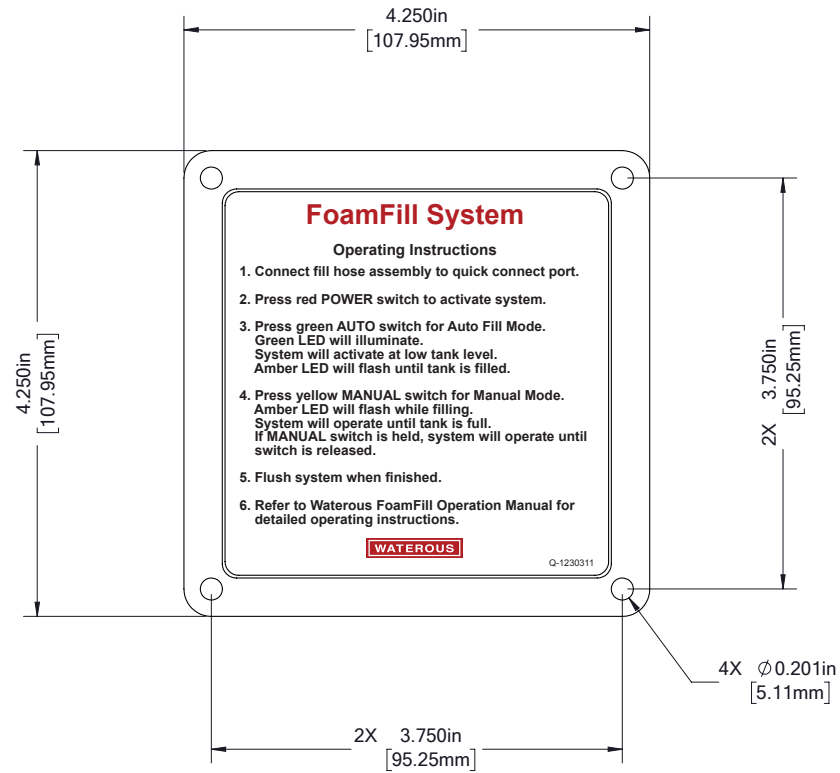 4.250in
[107.95mm]
4.250in
[107.95mm]
FoamFill System
Operating Instructions
1. Connect fill hose assembly to quick connect port.
2. Press red POWER switch to activate system.
3. Press green AUTO switch for Auto Fill Mode.
Green LED will illuminate.
System will activate at low tank level.
Amber LED will flash until tank is filled.
4. Press yellow MANUAL switch for Manual Mode.
Amber LED will flash while filling.
System will operate until tank is full.
If MANUAL switch is held, system will operate until
switch is released.
5. Flush system when finished.
6. Refer to Waterous FoamFill Operation Manual for
detailed operating instructions.
WATEROUS
Q-1230311
2X 3.750in
[95.25mm]
4X ∅0.201in
[5.11mm]
2X 3.750in
[95.25mm]